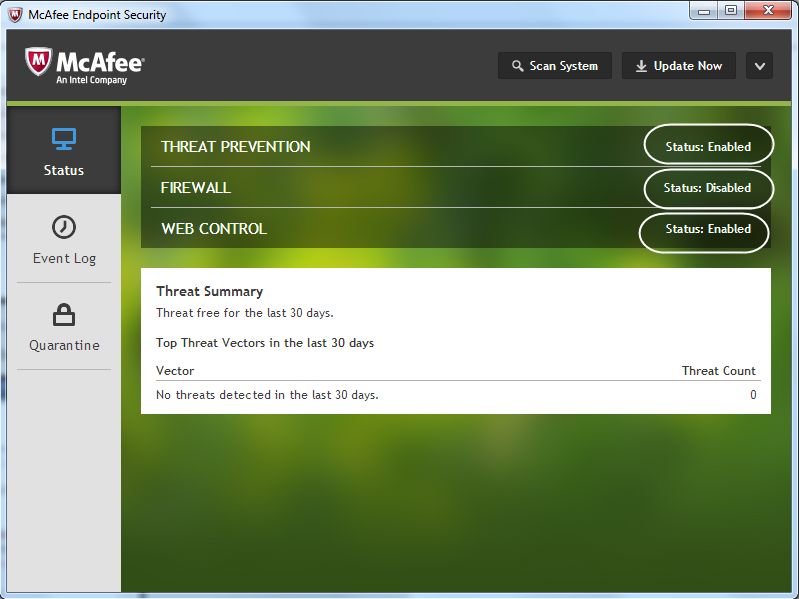 McAfee Endpoint Security
McAfee
An Intel Company
Scan System
Update Now
Status
Event Log
Quarantine
THREAT PREVENTION Status: Enabled
FIREWALL Status: Disabled
WEB CONTROL Status: Enabled
Threat Summary
Threat free for the last 30 days.
Top Threat Vectors in the last 30 days
Vector Threat Count
No threats detected in the last 30 days. 0